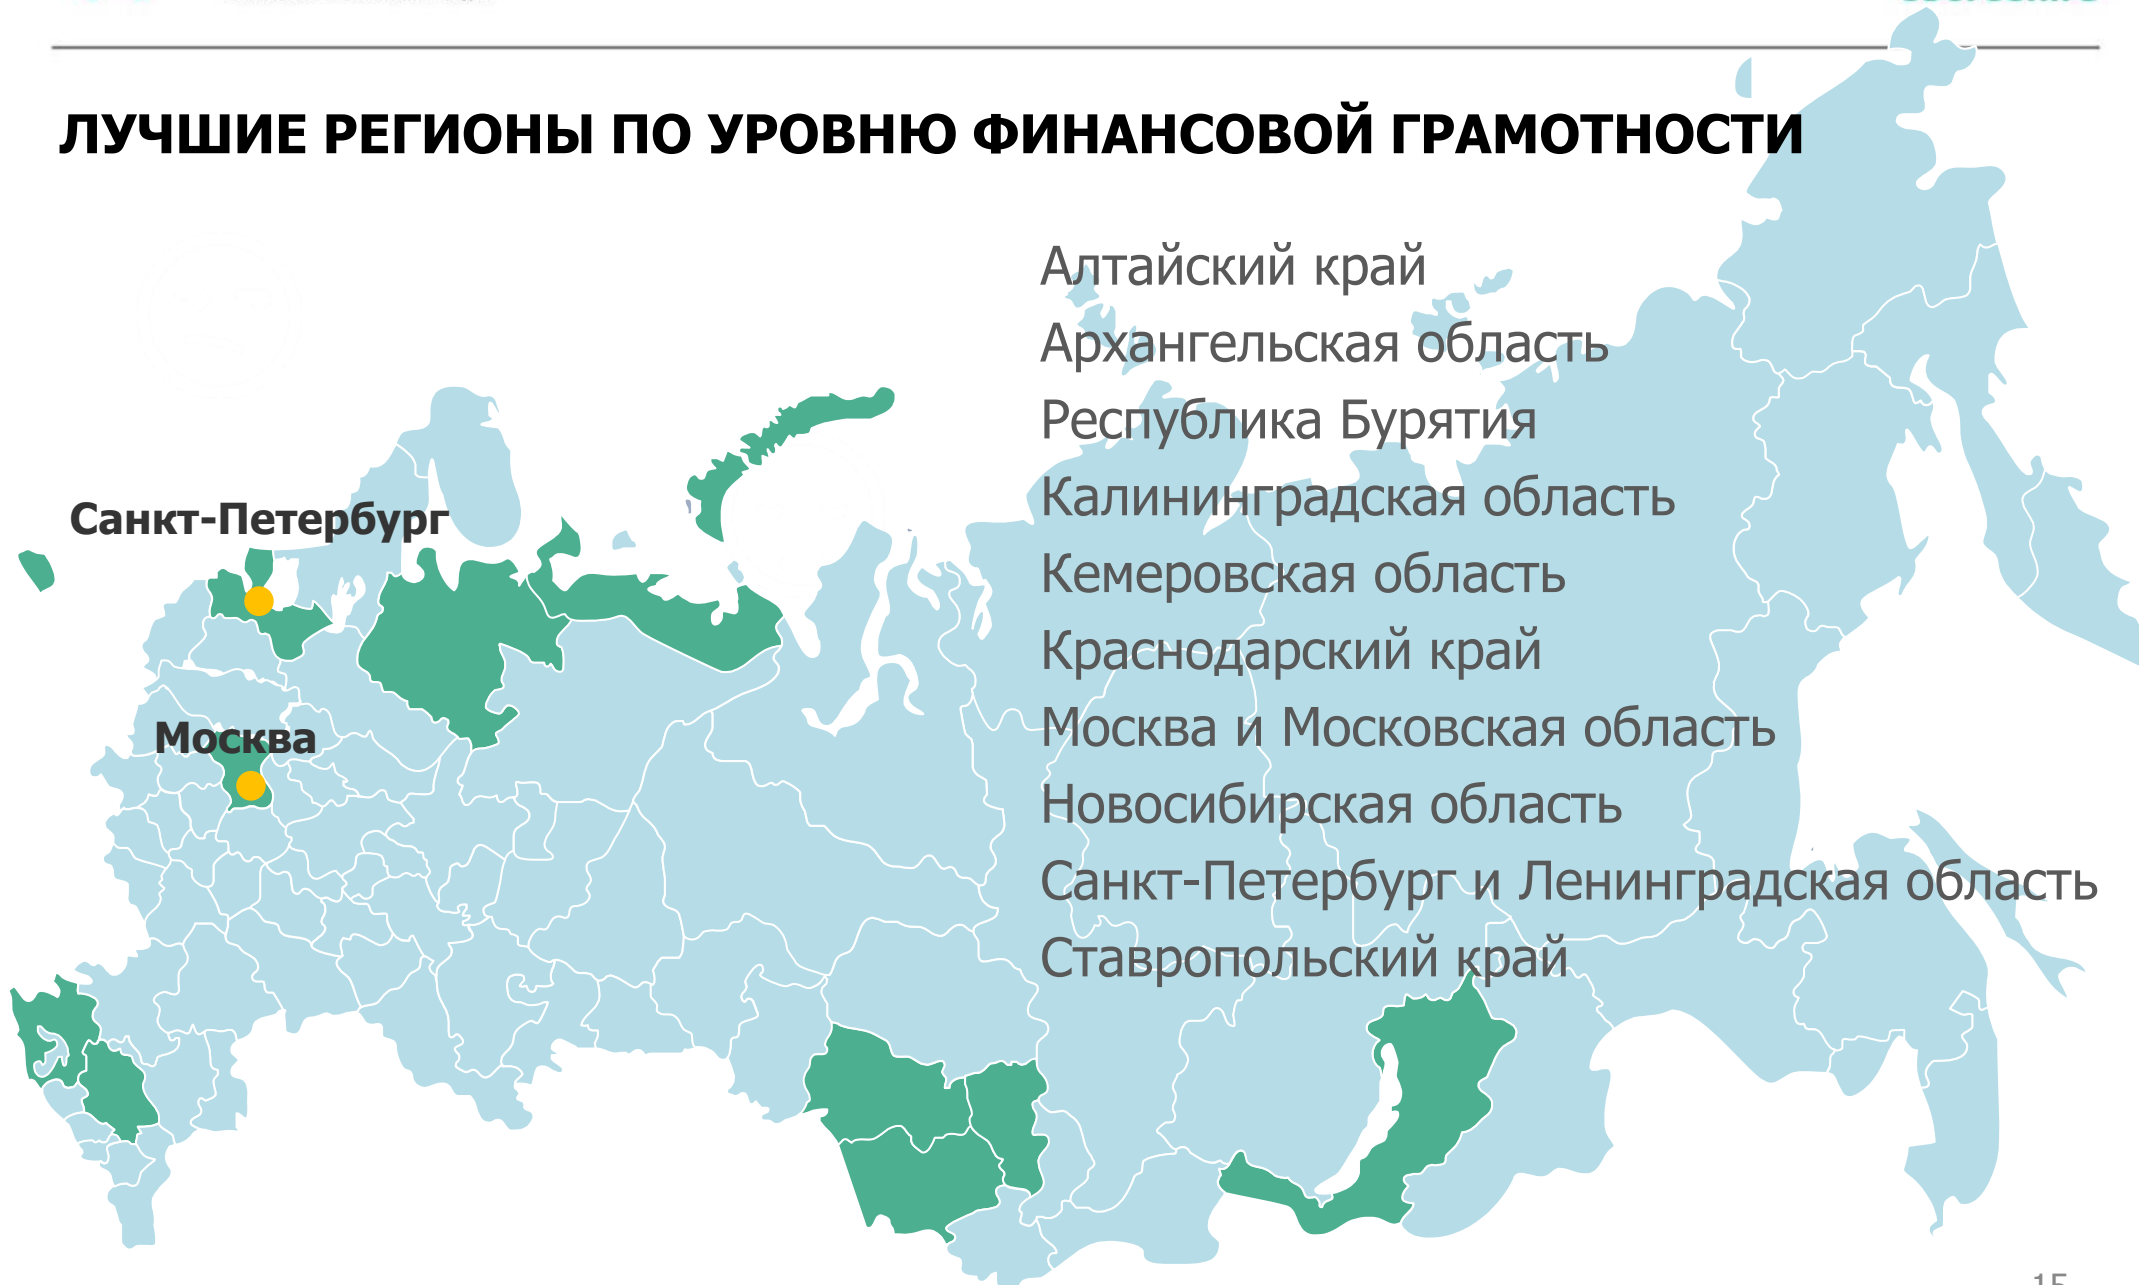 ЛУЧШИЕ РЕГИОНЫ ПО УРОВНЮ ФИНАНСОВОЙ ГРАМОТНОСТИ
Алтайский край
Архангельская область
Республика Бурятия
Калининградская область
Кемеровская область
Краснодарский край
Москва и Московская область
Новосибирская область
Санкт-Петербург и Ленинградская область
Ставропольский край
Санкт-Петербург
Москва
15